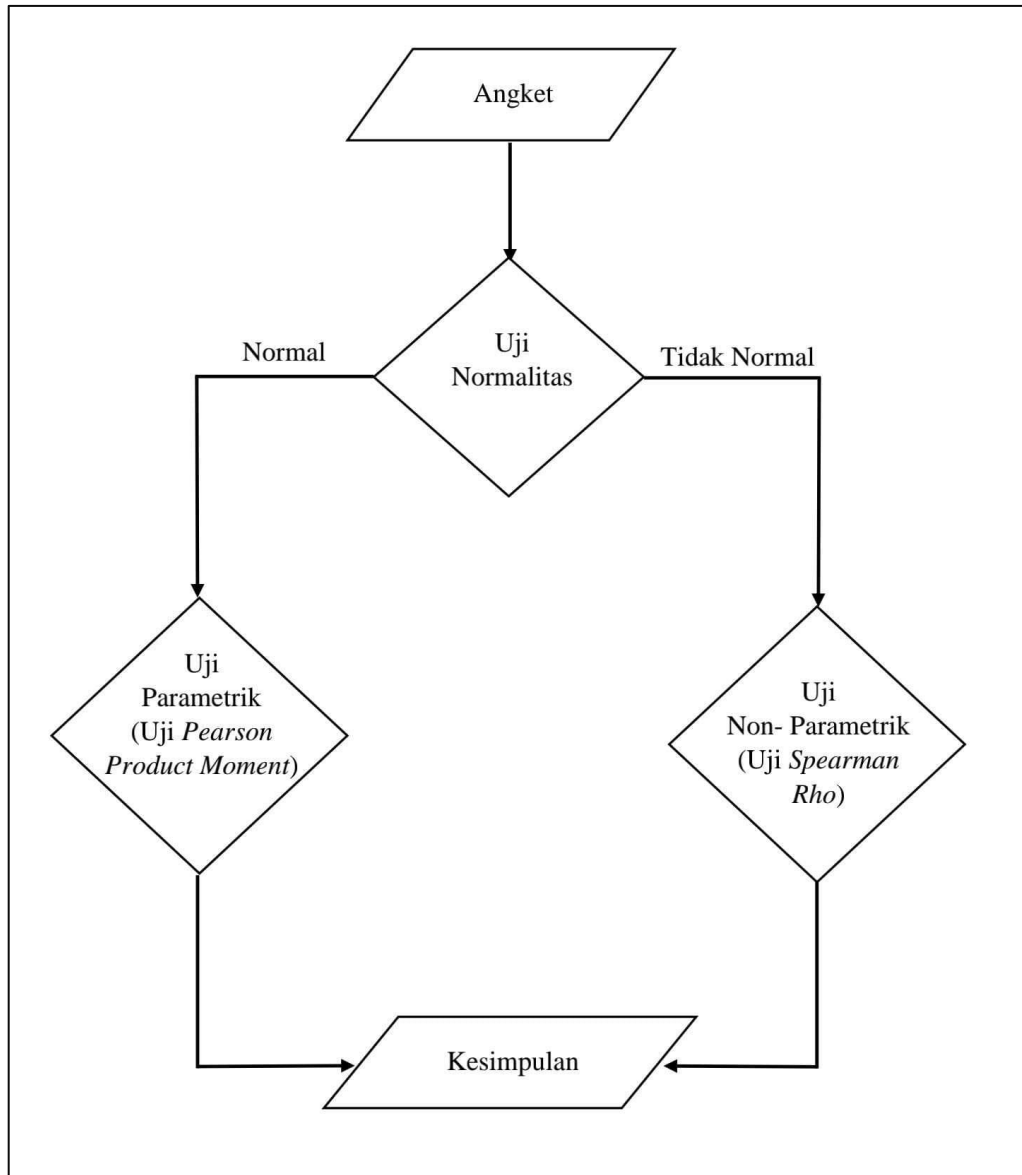 Angket
Uji
Normalitas
Normal
Tidak Normal
Uji
Parametrik
(Uji Pearson
Product Moment)
Uji
Non- Parametrik
(Uji Spearman
Rho)
Kesimpulan